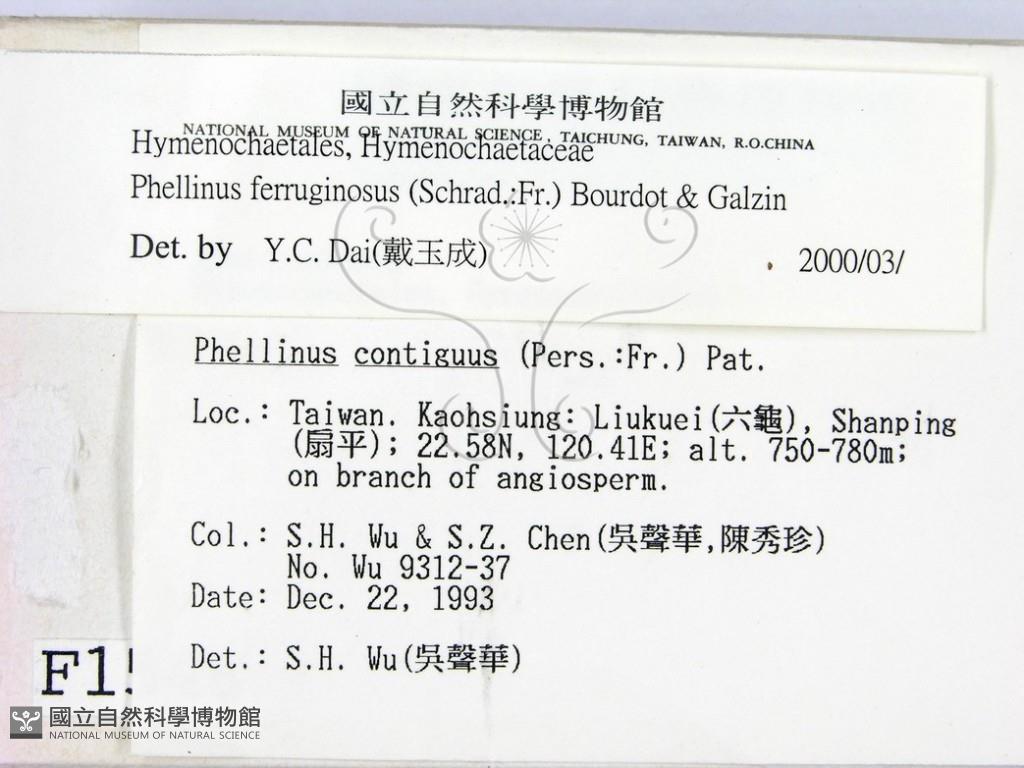 國立自然科學博物館
NATIONAL MUSEUM OF NATURAL SCIENCE, TAICHUNG, TAIWAN, R.O.CHINA
Hymenochaetales, Hymenochaetaceae
Phellinus ferruginosus (Schrad.:Fr.) Bourdot & Galzin
Det. by Y.C. Dai(戴玉成) 2000/03/
Phellinus contiguus (Pers.:Fr.) Pat.
Loc.: Taiwan. Kaohsiung: Liukuei(六龜), Shanping
(扇平); 22.58N, 120.41E; alt. 750-780m;
on branch of angiosperm.
Col.: S.H. Wu & S.Z. Chen(吳聲華,陳秀珍)
No. Wu 9312-37
Date: Dec. 22, 1993
Det.: S.H. Wu(吳聲華)
F1
國立自然科學博物館
NATIONAL MUSEUM OF NATURAL SCIENCE